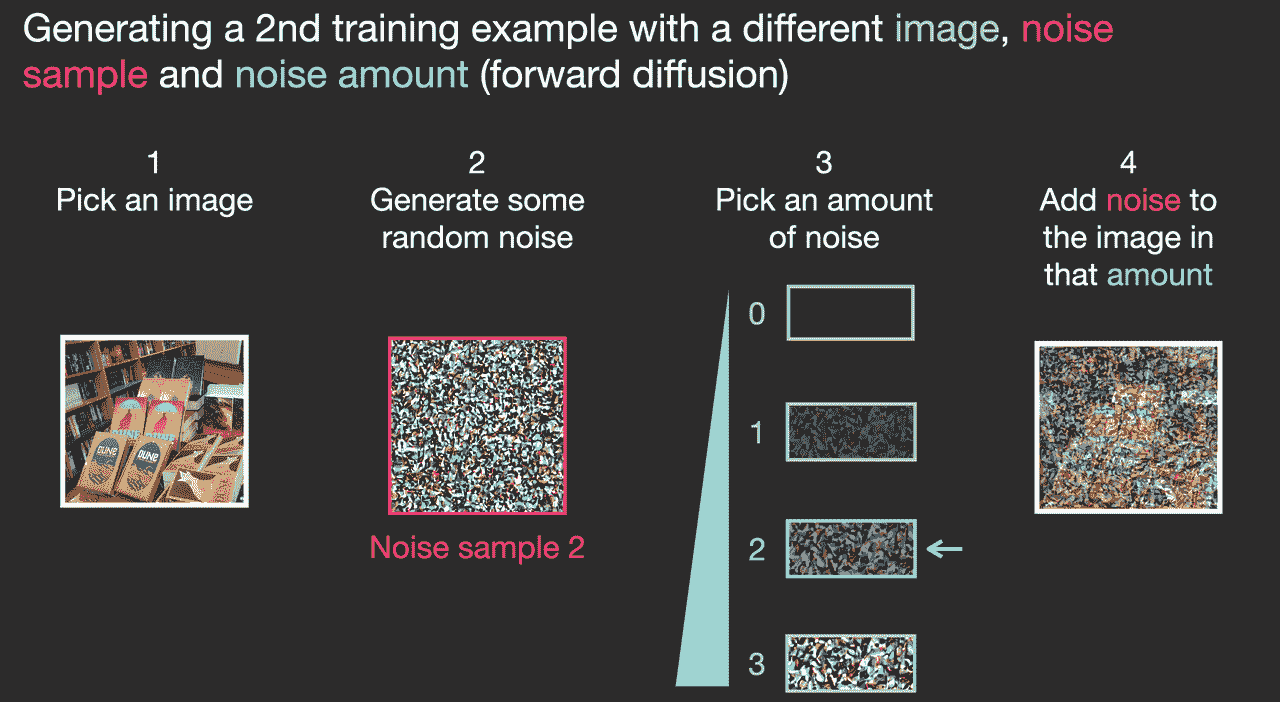 Generating a 2nd training example with a different image, noise
sample and noise amount (forward diffusion)
1
Pick an image
2
Generate some
random noise
3
Pick an amount
of noise
4
Add noise to
the image in
that amount
DUNE
DUNE
Noise sample 2
0
1
2
3